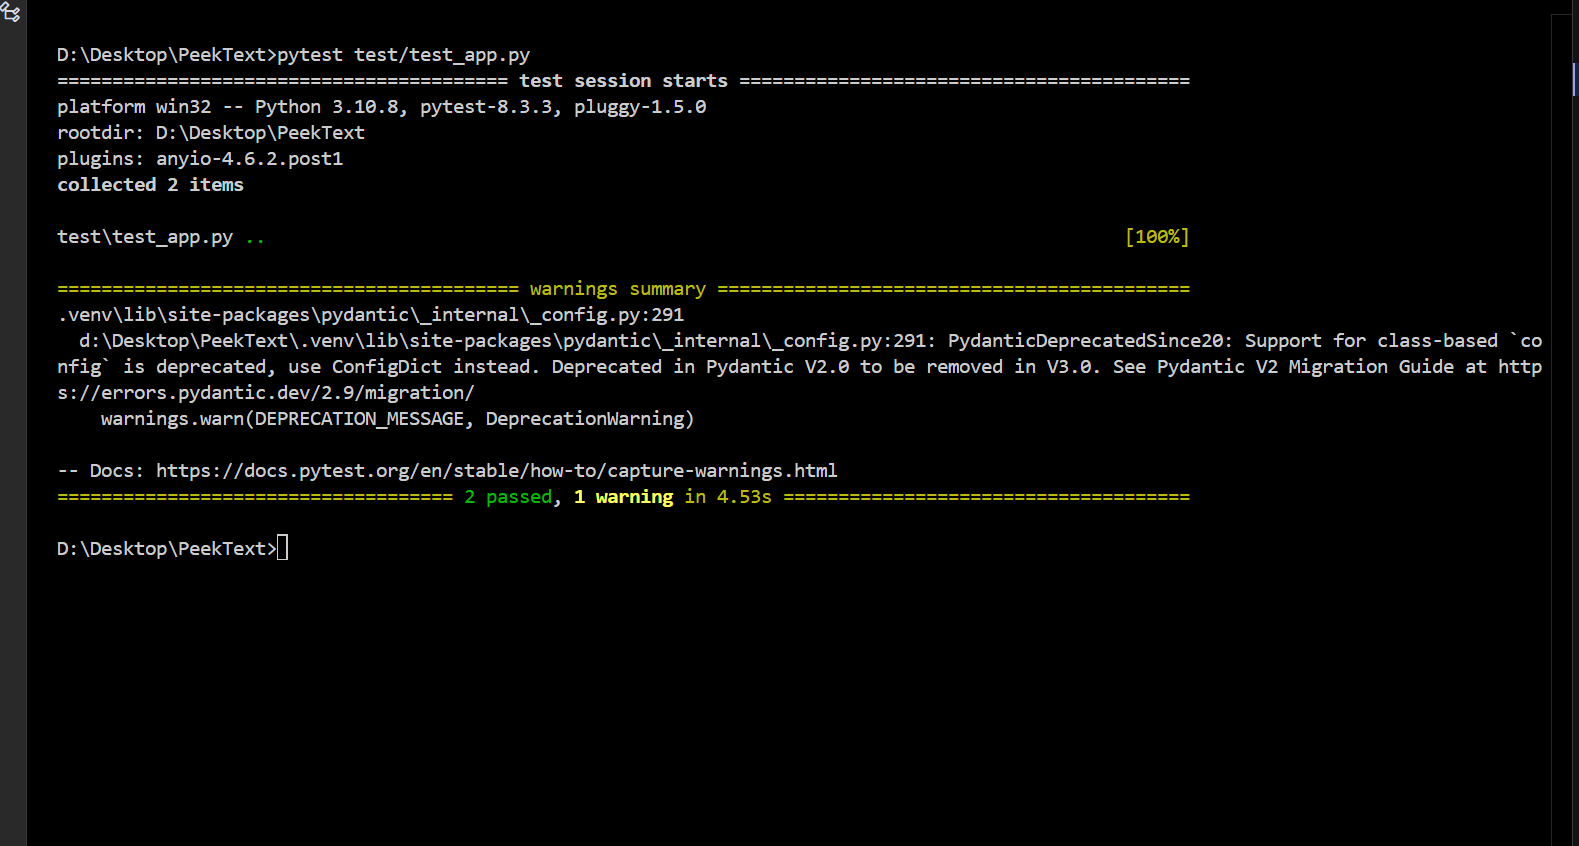 D:\Desktop\PeekText>pytest test/test_app.py
========================================= test session starts =========================================
platform win32 -- Python 3.10.8, pytest-8.3.3, pluggy-1.5.0
rootdir: D:\Desktop\PeekText
plugins: anyio-4.6.2.post1
collected 2 items
test\test_app.py .. [100%]
========================================== warnings summary ===========================================
.venv\lib\site-packages\pydantic\_internal\_config.py:291
d:\Desktop\PeekText\.venv\lib\site-packages\pydantic\_internal\_config.py:291: PydanticDeprecatedSince20: Support for class-based `co
nfig` is deprecated, use ConfigDict instead. Deprecated in Pydantic V2.0 to be removed in V3.0. See Pydantic V2 Migration Guide at http
s://errors.pydantic.dev/2.9/migration/
warnings.warn(DEPRECATION_MESSAGE, DeprecationWarning)
-- Docs: https://docs.pytest.org/en/stable/how-to/capture-warnings.html
==================================== 2 passed, 1 warning in 4.53s =====================================
D:\Desktop\PeekText>